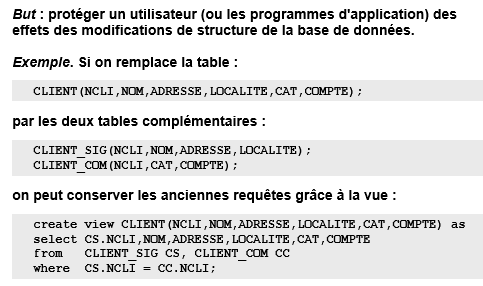 But : protéger un utilisateur (ou les programmes d'application) des
effets des modifications de structure de la base de données.
Exemple. Si on remplace la table :
CLIENT(NCLI,NOM,ADRESSE,LOCALITE,CAT,COMPTE);
par les deux tables complémentaires :
CLIENT_SIG(NCLI,NOM,ADRESSE,LOCALITE);
CLIENT_COM(NCLI,CAT,COMPTE);
on peut conserver les anciennes requêtes grâce à la vue :
create view CLIENT(NCLI,NOM,ADRESSE,LOCALITE,CAT,COMPTE) as
select CS.NCLI,NOM,ADRESSE,LOCALITE,CAT,COMPTE
from   CLIENT_SIG CS, CLIENT_COM CC
where  CS.NCLI = CC.NCLI;